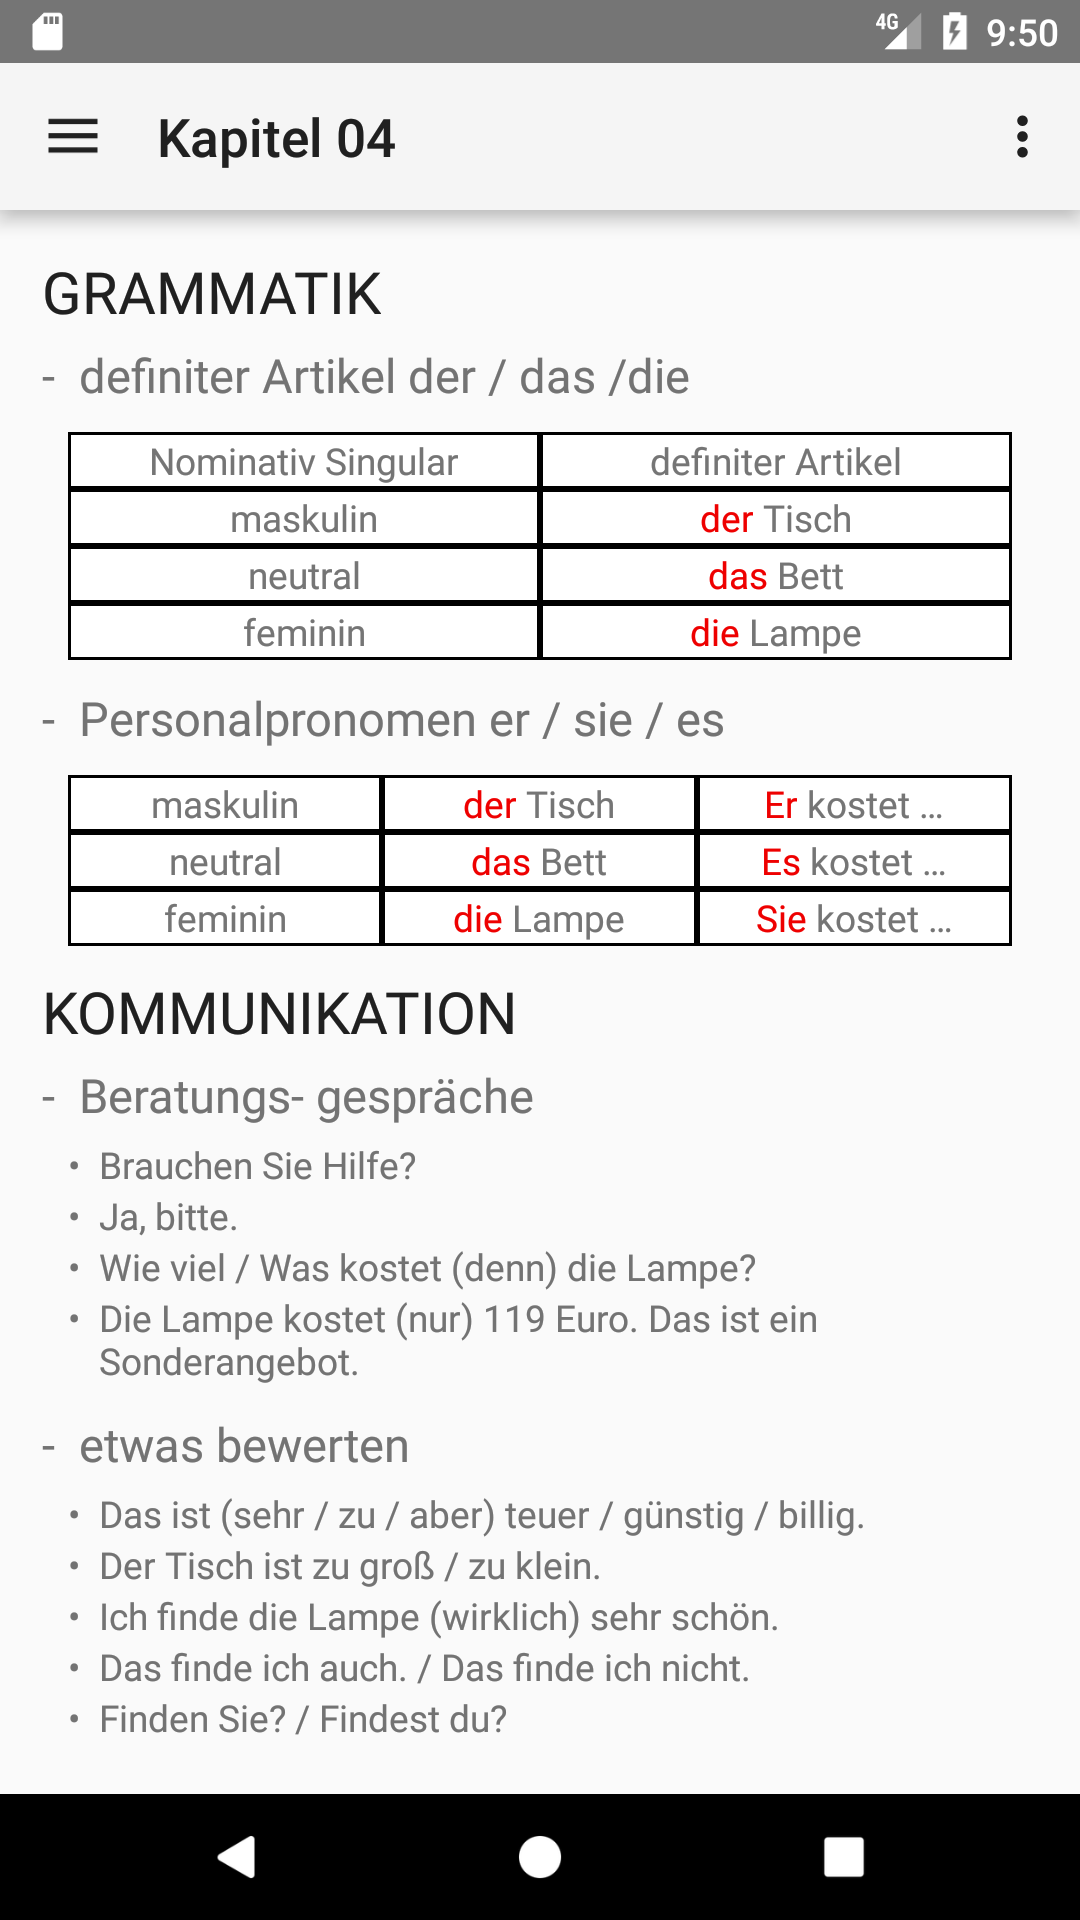 4G 9:50
Kapitel 04
GRAMMATIK
- definiter Artikel der / das /die
Nominativ Singular definiter Artikel
maskulin der Tisch
neutral das Bett
feminin die Lampe
- Personalpronomen er / sie / es
maskulin der Tisch Er kostet ...
neutral das Bett Es kostet ...
feminin die Lampe Sie kostet ...
KOMMUNIKATION
- Beratungs- gespräche
• Brauchen Sie Hilfe?
• Ja, bitte.
• Wie viel / Was kostet (denn) die Lampe?
• Die Lampe kostet (nur) 119 Euro. Das ist ein
Sonderangebot.
- etwas bewerten
• Das ist (sehr / zu / aber) teuer / günstig / billig.
• Der Tisch ist zu groß / zu klein.
• Ich finde die Lampe (wirklich) sehr schön.
• Das finde ich auch. / Das finde ich nicht.
• Finden Sie? / Findest du?